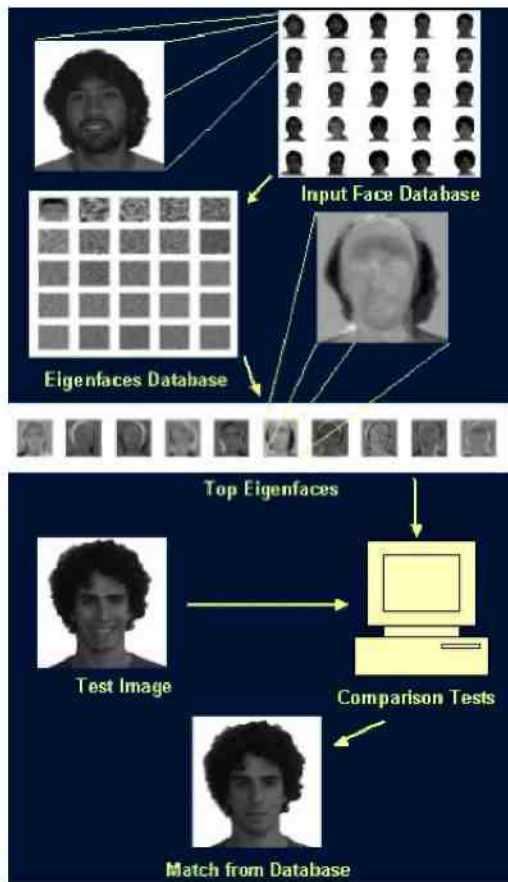 Input Face Database
Eigenfaces Database
Top Eigenfaces
Test Image
Comparison Tests
Match from Database